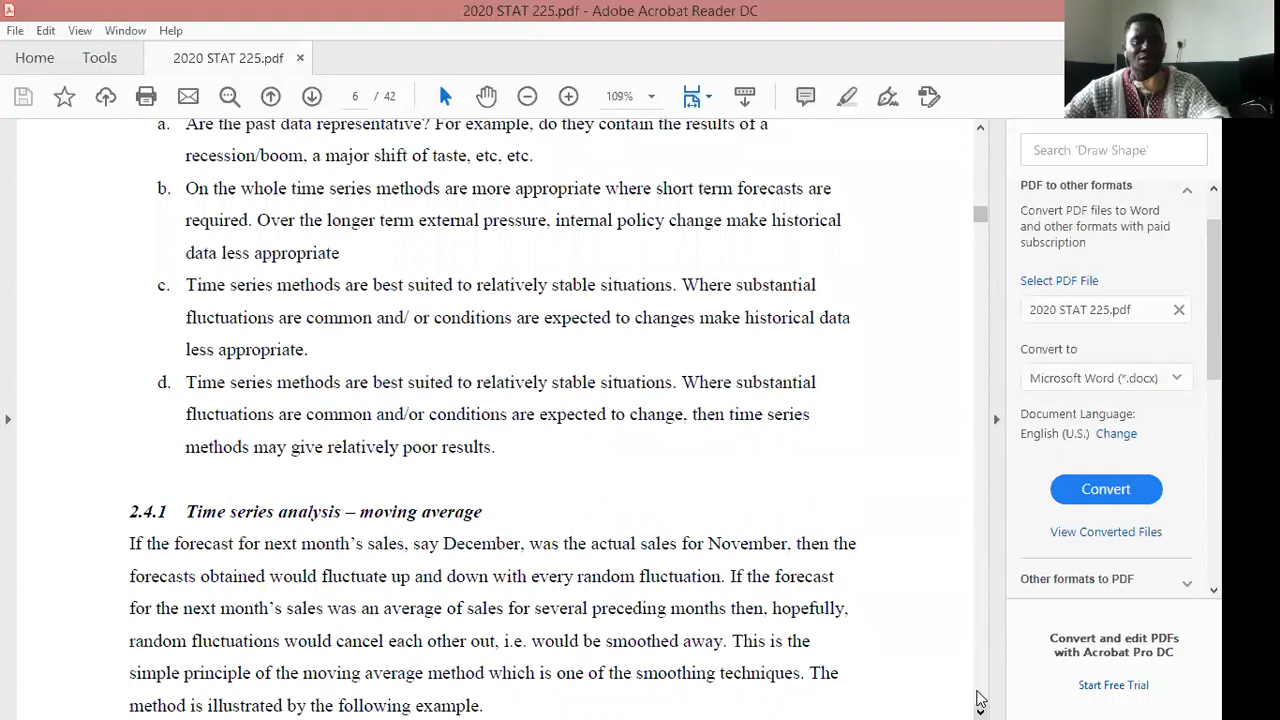 2020 STAT 225.pdf - Adobe Acrobat Reader DC
File Edit View Window Help
Home Tools 2020 STAT 225.pdf ×
6 / 42 109%
a. Are the past data representative? For example, do they contain the results of a
recession/boom, a major shift of taste, etc, etc.
b. On the whole time series methods are more appropriate where short term forecasts are
required. Over the longer term external pressure, internal policy change make historical
data less appropriate
c. Time series methods are best suited to relatively stable situations. Where substantial
fluctuations are common and/ or conditions are expected to changes make historical data
less appropriate.
d. Time series methods are best suited to relatively stable situations. Where substantial
fluctuations are common and/or conditions are expected to change, then time series
methods may give relatively poor results.
2.4.1 Time series analysis – moving average
If the forecast for next month's sales, say December, was the actual sales for November, then the
forecasts obtained would fluctuate up and down with every random fluctuation. If the forecast
for the next month's sales was an average of sales for several preceding months then, hopefully,
random fluctuations would cancel each other out, i.e. would be smoothed away. This is the
simple principle of the moving average method which is one of the smoothing techniques. The
method is illustrated by the following example.
Search 'Draw Shape'
PDF to other formats
Convert PDF files to Word
and other formats with paid
subscription
Select PDF File
2020 STAT 225.pdf
Convert to
Microsoft Word (*.docx)
Document Language:
English (U.S.) Change
Convert
View Converted Files
Other formats to PDF
Convert and edit PDFs
with Acrobat Pro DC
Start Free Trial